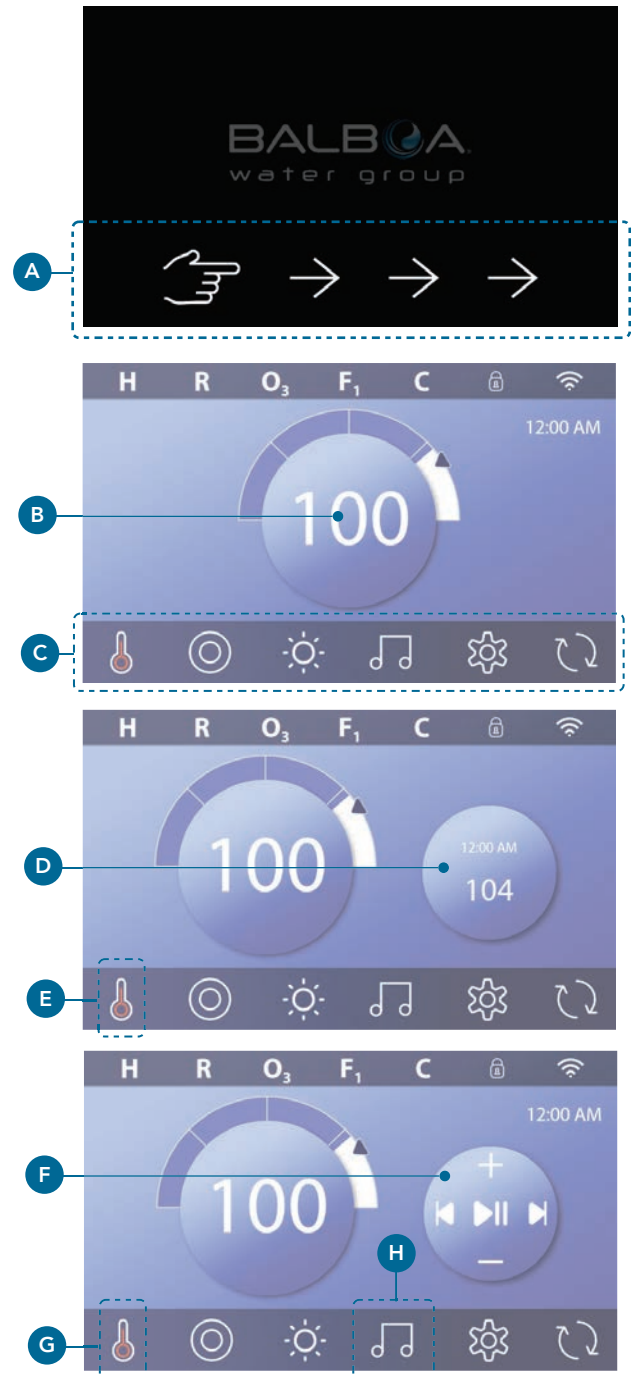 BALBOA
water group
A
H R O₃ F₁ C
12:00 AM
100
B
C
H R O₃ F₁ C
100
12:00 AM
104
D
E
H R O₃ F₁ C
12:00 AM
100
F
H
G